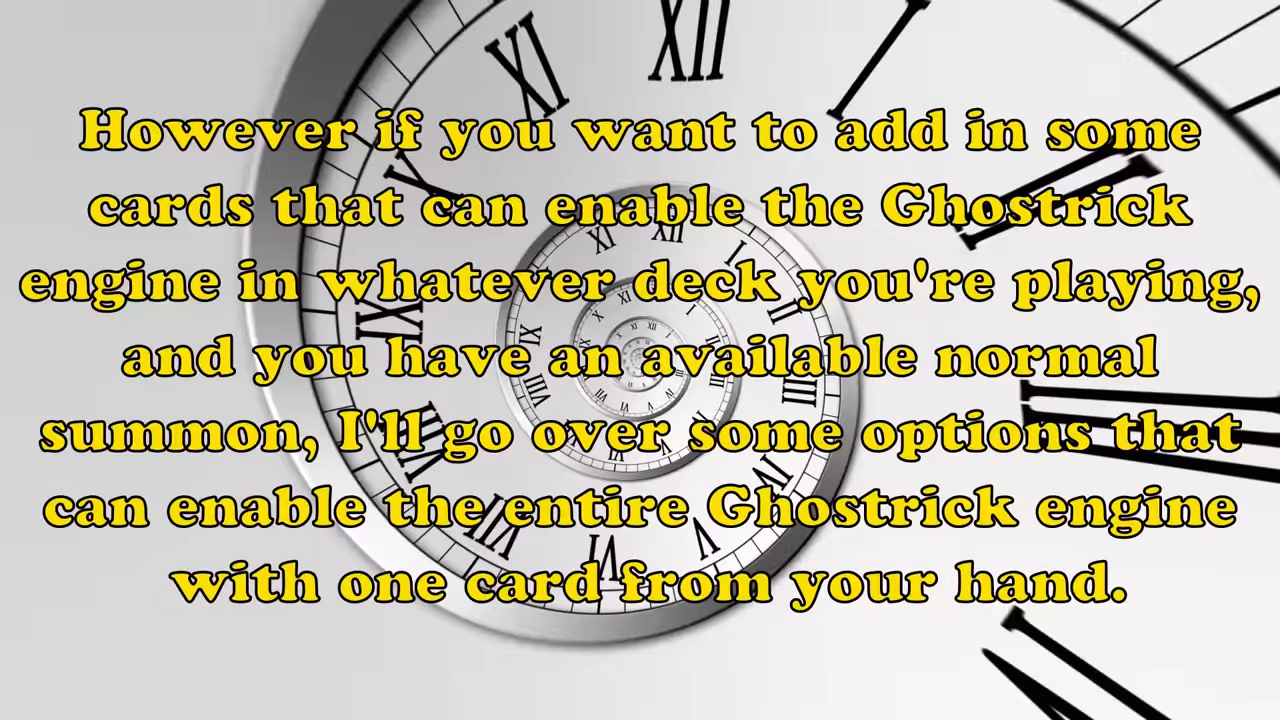 However if you want to add in some
cards that can enable the Ghostrick
engine in whatever deck you're playing,
and you have an available normal
summon, I'll go over some options that
can enable the entire Ghostrick engine
with one card from your hand.